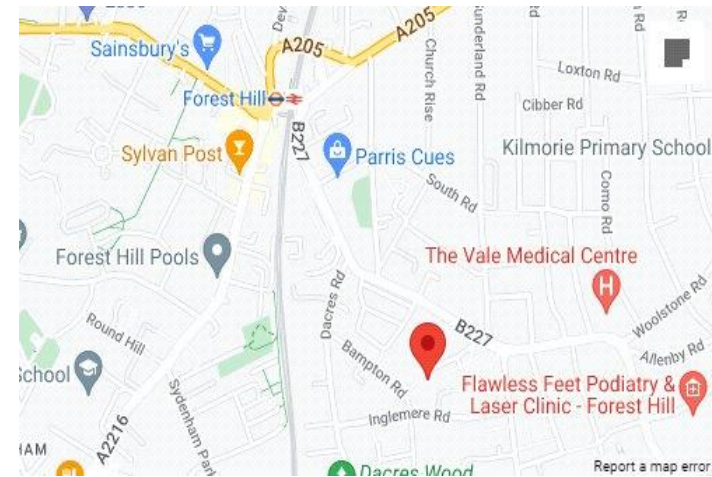 A205
A205
Sainsbury's
Forest Hill
Sunderland Rd
Church Rise
Rd
Loxton Rd
Cibber Rd
B227
Sylvan Post
Parris Cues
Kilmorie Primary School
South Rd
Como Rd
Forest Hill Pools
The Vale Medical Centre
Dacres Rd
Woolstone Rd
B227
Round Hill
Allenby Rd
Bampton Rd
School
Flawless Feet Podiatry &
Laser Clinic - Forest Hill
Sydenham Park
Inglemere Rd
A2216
HAM
Dacres Wood
Report a map error